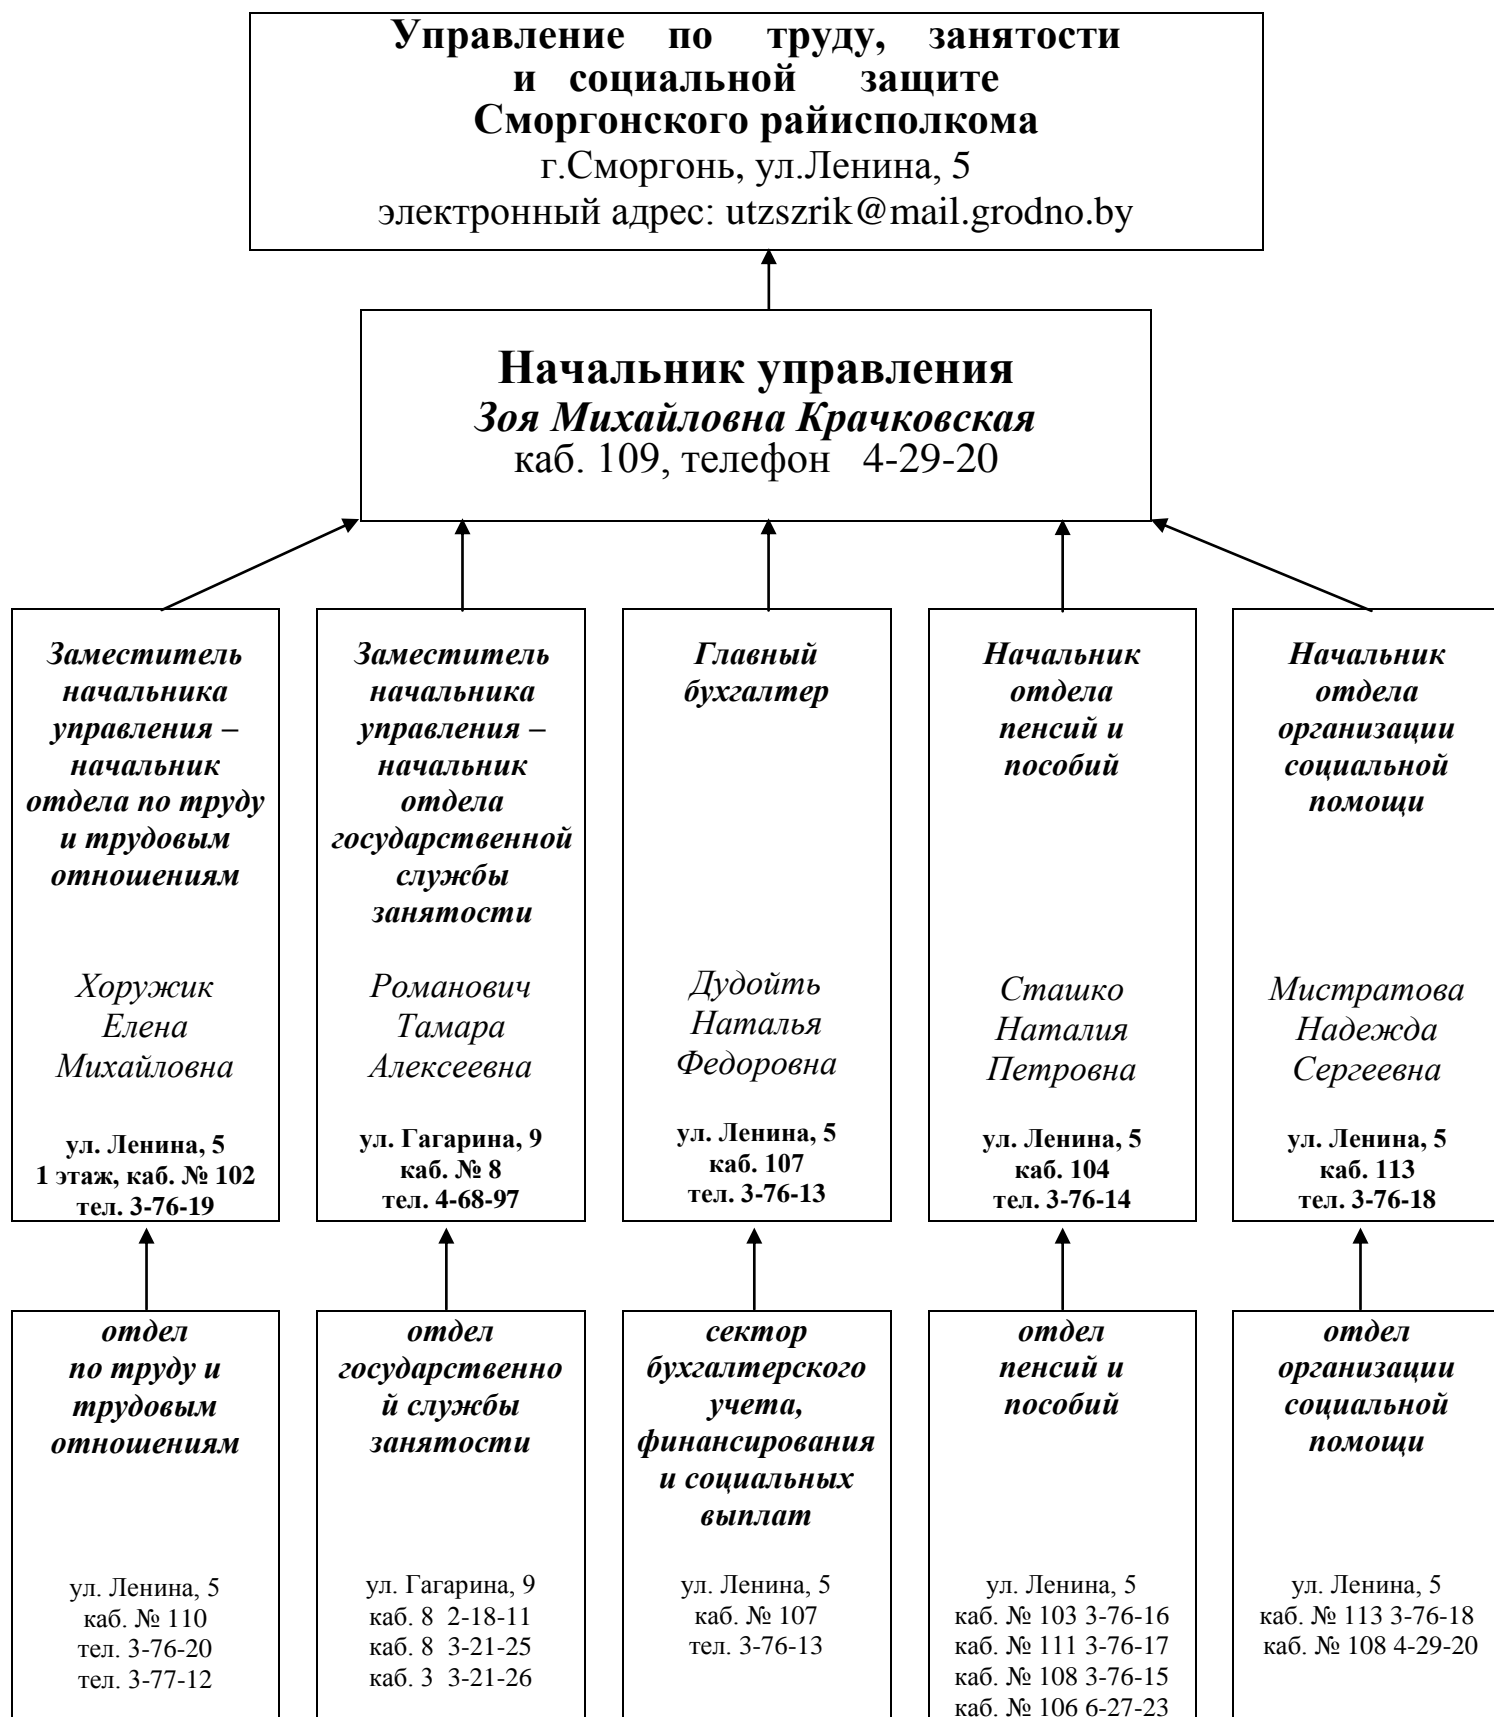 Управление по труду, занятости
и социальной защите
Сморгонского райисполкома
г.Сморгонь, ул.Ленина, 5
электронный адрес: utzszrik@mail.grodno.by
Начальник управления
Зоя Михайловна Крачковская
каб. 109, телефон 4-29-20
Заместитель
начальника
управления –
начальник
отдела по труду
и трудовым
отношениям
Хоружик
Елена
Михайловна
ул. Ленина, 5
1 этаж, каб. № 102
тел. 3-76-19
Заместитель
начальника
управления –
начальник
отдела
государственной
службы
занятости
Романович
Тамара
Алексеевна
ул. Гагарина, 9
каб. № 8
тел. 4-68-97
Главный
бухгалтер
Дудойть
Наталья
Федоровна
ул. Ленина, 5
каб. 107
тел. 3-76-13
Начальник
отдела
пенсий и
пособий
Сташко
Наталия
Петровна
ул. Ленина, 5
каб. 104
тел. 3-76-14
Начальник
отдела
организации
социальной
помощи
Мистратова
Надежда
Сергеевна
ул. Ленина, 5
каб. 113
тел. 3-76-18
отдел
по труду и
трудовым
отношениям
ул. Ленина, 5
каб. № 110
тел. 3-76-20
тел. 3-77-12
отдел
государственно
й службы
занятости
ул. Гагарина, 9
каб. 8 2-18-11
каб. 8 3-21-25
каб. 3 3-21-26
сектор
бухгалтерского
учета,
финансирования
и социальных
выплат
ул. Ленина, 5
каб. № 107
тел. 3-76-13
отдел
пенсий и
пособий
ул. Ленина, 5
каб. № 103 3-76-16
каб. № 111 3-76-17
каб. № 108 3-76-15
каб. № 106 6-27-23
отдел
организации
социальной
помощи
ул. Ленина, 5
каб. № 113 3-76-18
каб. № 108 4-29-20